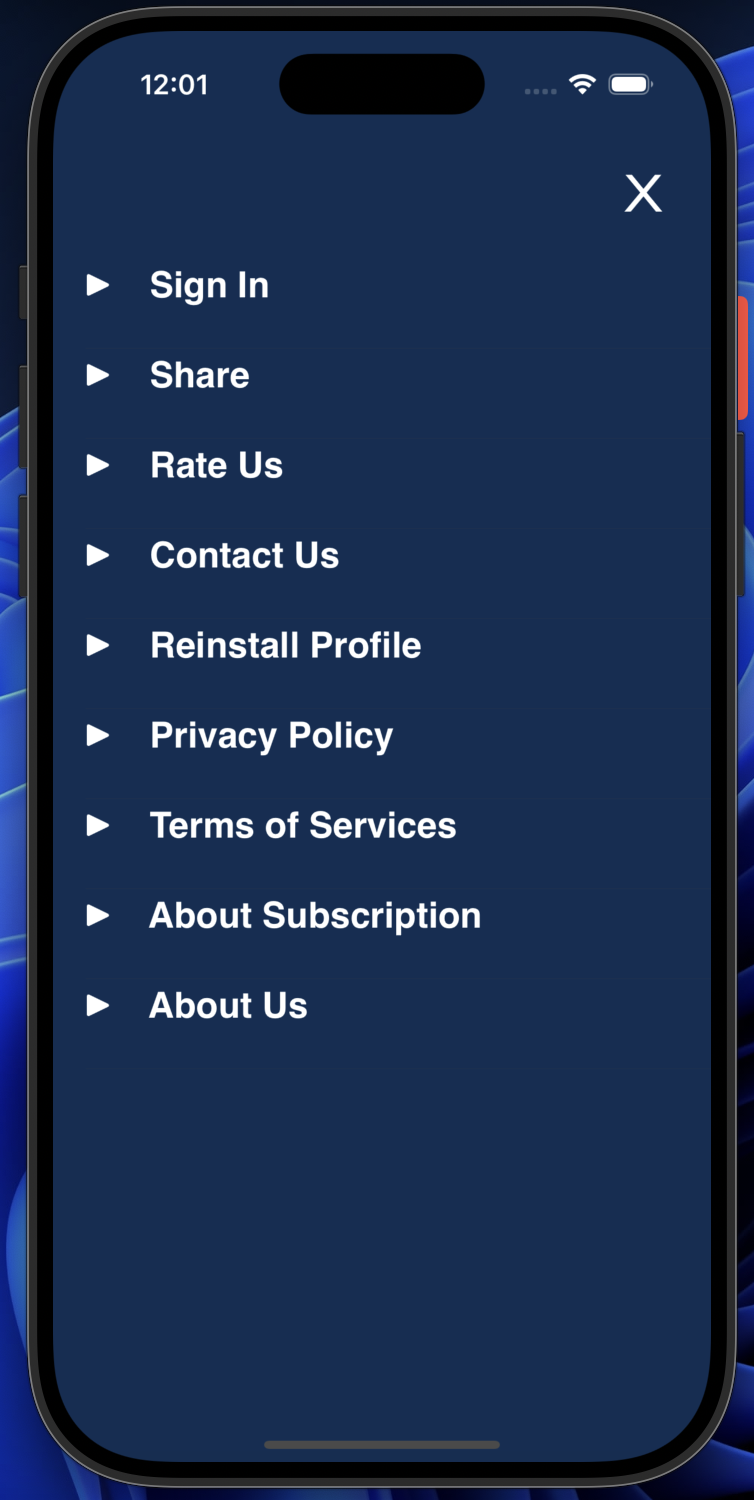 12:01
X
Sign In
Share
Rate Us
Contact Us
Reinstall Profile
Privacy Policy
Terms of Services
About Subscription
About Us